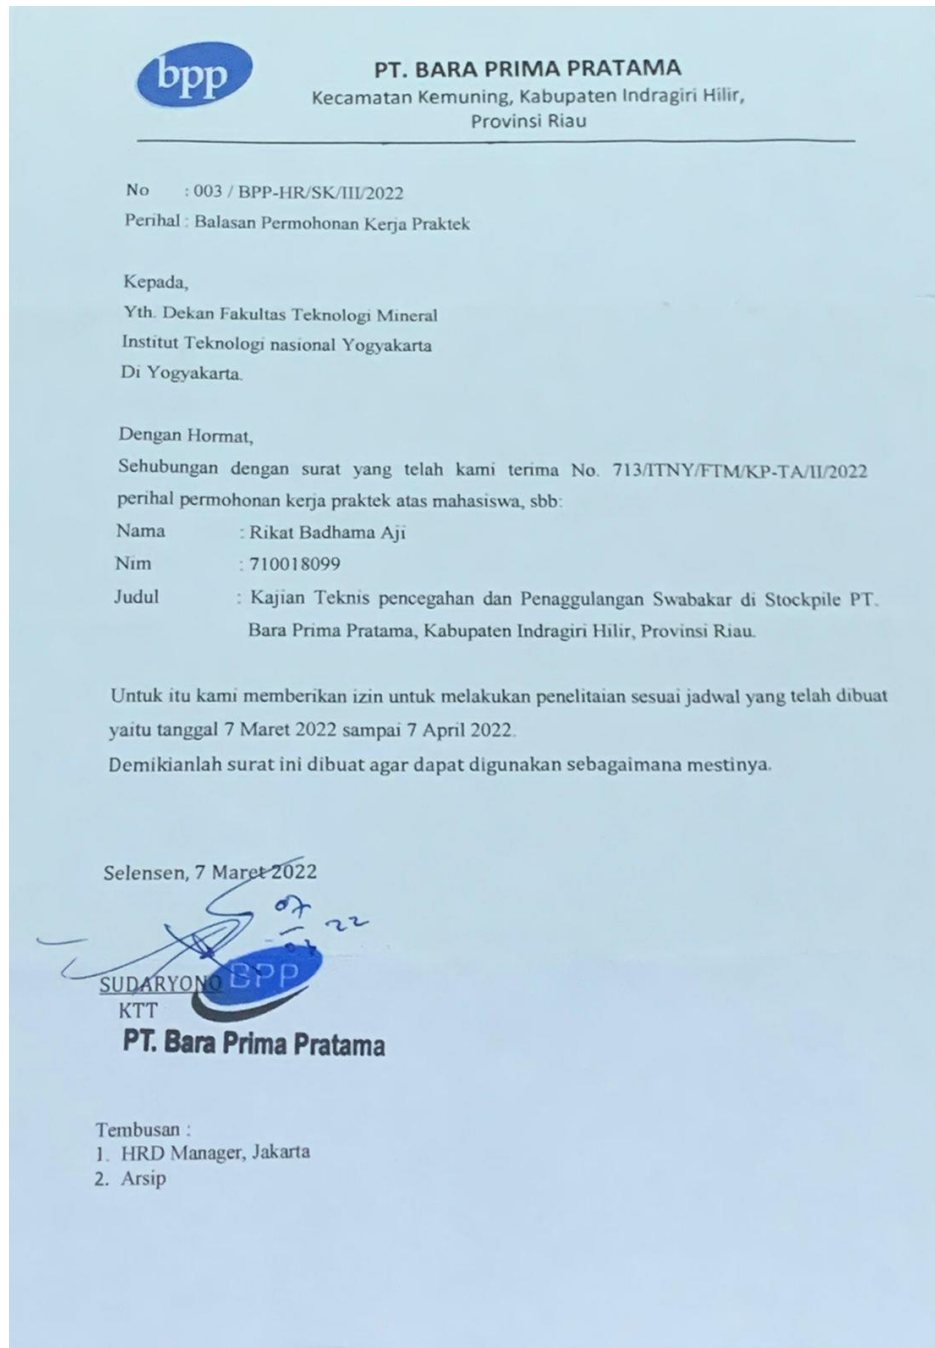 bpp
PT. BARA PRIMA PRATAMA
Kecamatan Kemuning, Kabupaten Indragiri Hilir,
Provinsi Riau
No : 003 / BPP-HR/SK/III/2022
Perihal : Balasan Permohonan Kerja Praktek
Kepada,
Yth. Dekan Fakultas Teknologi Mineral
Institut Teknologi nasional Yogyakarta
Di Yogyakarta.
Dengan Hormat,
Sehubungan dengan surat yang telah kami terima No. 713/ITNY/FTM/KP-TA/II/2022
perihal permohonan kerja praktek atas mahasiswa, sbb:
Nama : Rikat Badhama Aji
Nim : 710018099
Judul : Kajian Teknis pencegahan dan Penaggulangan Swabakar di Stockpile PT.
Bara Prima Pratama, Kabupaten Indragiri Hilir, Provinsi Riau.
Untuk itu kami memberikan izin untuk melakukan penelitaian sesuai jadwal yang telah dibuat
yaitu tanggal 7 Maret 2022 sampai 7 April 2022.
Demikianlah surat ini dibuat agar dapat digunakan sebagaimana mestinya.
Selensen, 7 Maret 2022
07
03 22
SUDARYONO BPP
KTT
PT. Bara Prima Pratama
Tembusan :
1. HRD Manager, Jakarta
2. Arsip